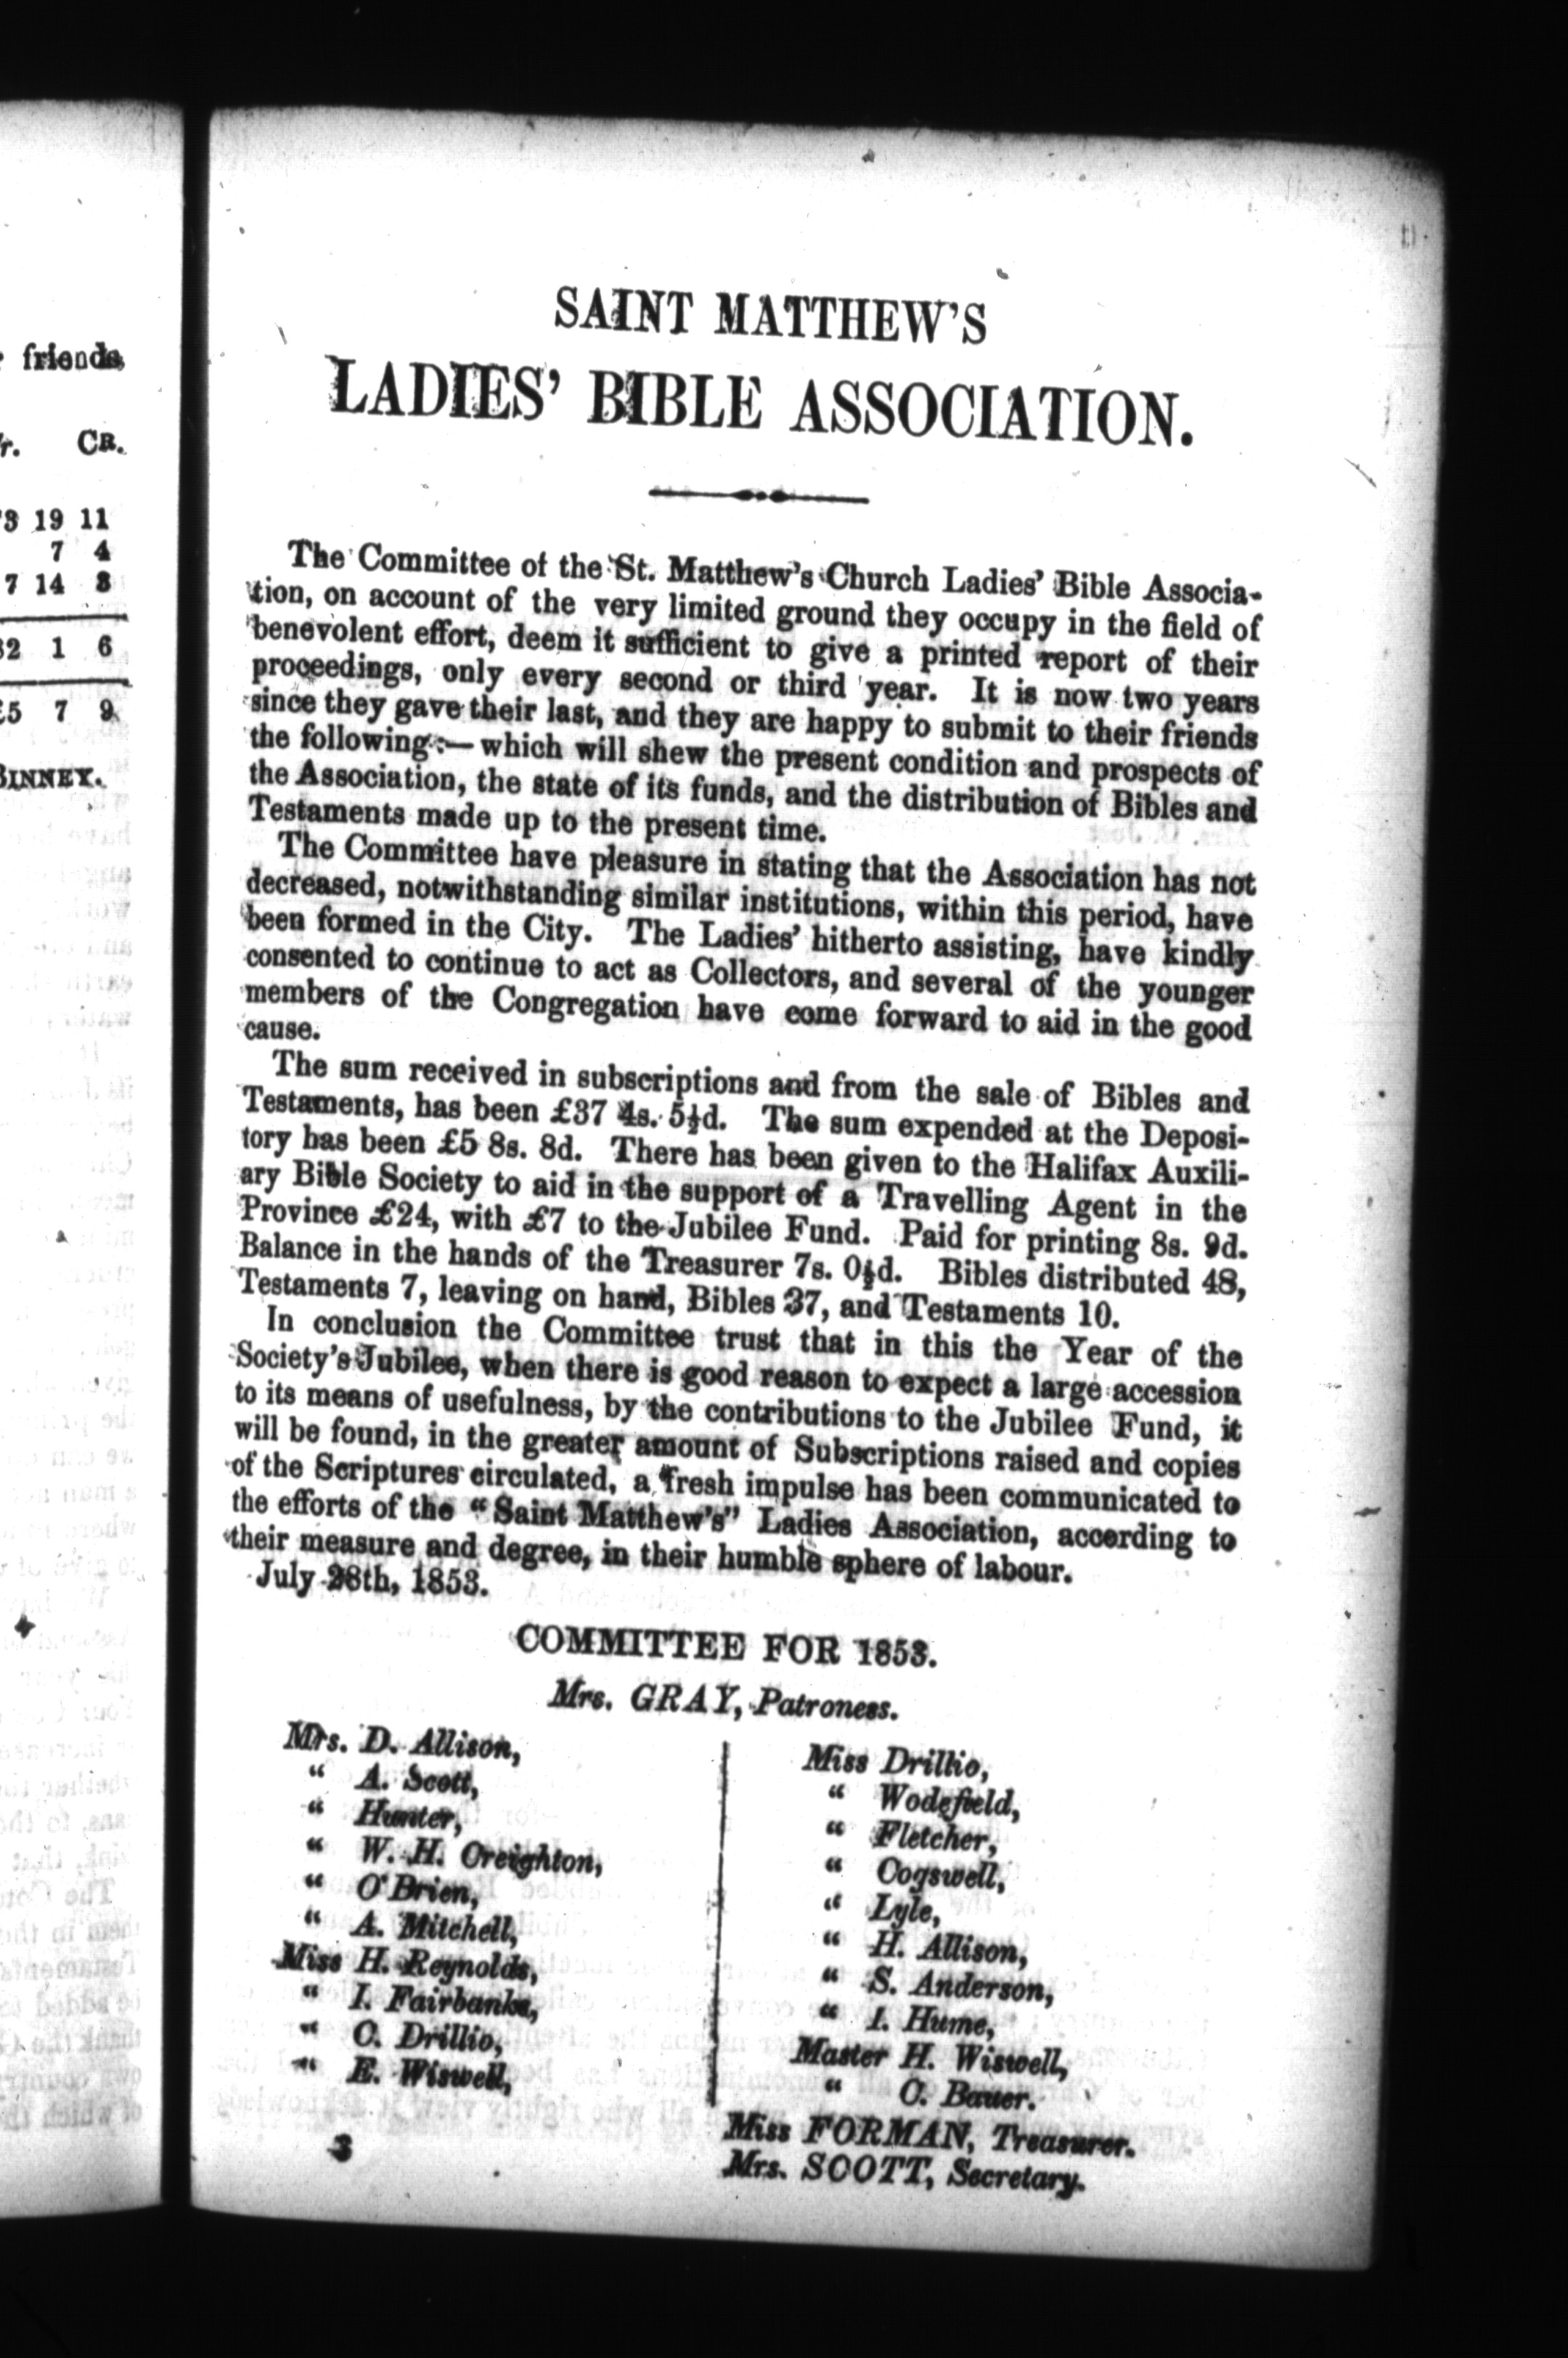 friends
CR.
3 19 11
7 4
7 14 3
32 1 6
£5 7 9
BINNEY.
SAINT MATTHEW'S
LADIES' BIBLE ASSOCIATION.
The Committee of the St. Matthew's Church Ladies' Bible Associa-
tion, on account of the very limited ground they occupy in the field of
benevolent effort, deem it sufficient to give a printed report of their
proceedings, only every second or third year. It is now two years
since they gave their last, and they are happy to submit to their friends
the following:—which will shew the present condition and prospects of
the Association, the state of its funds, and the distribution of Bibles and
Testaments made up to the present time.
The Committee have pleasure in stating that the Association has not
decreased, notwithstanding similar institutions, within this period, have
been formed in the City. The Ladies' hitherto assisting, have kindly
consented to continue to act as Collectors, and several of the younger
members of the Congregation have come forward to aid in the good
cause.
The sum received in subscriptions and from the sale of Bibles and
Testaments, has been £37 4s. 5½d. The sum expended at the Deposi-
tory has been £5 8s. 8d. There has been given to the Halifax Auxili-
ary Bible Society to aid in the support of a Travelling Agent in the
Province £24, with £7 to the Jubilee Fund. Paid for printing 8s. 9d.
Balance in the hands of the Treasurer 7s. 0½d. Bibles distributed 48,
Testaments 7, leaving on hand, Bibles 37, and Testaments 10.
In conclusion the Committee trust that in this the Year of the
Society's Jubilee, when there is good reason to expect a large accession
to its means of usefulness, by the contributions to the Jubilee Fund, it
will be found, in the greater amount of Subscriptions raised and copies
of the Scriptures circulated, a fresh impulse has been communicated to
the efforts of the "Saint Matthew's" Ladies Association, according to
their measure and degree, in their humble sphere of labour.
July 28th, 1853.
COMMITTEE FOR 1853.
Mrs. GRAY, Patroness.
Mrs. D. Allison,
" A. Scott,
" Hunter,
" W. H. Creighton,
" O'Brien,
" A. Mitchell,
Miss H. Reynolds,
" I. Fairbanks,
" C. Drillio,
" E. Wiswell,
Miss Drillio,
" Wodefield,
" Fletcher,
" Cogswell,
" Lyle,
" H. Allison,
" S. Anderson,
" I. Hume,
Master H. Wiswell,
" C. Bauer.
Miss FORMAN, Treasurer.
Mrs. SCOTT, Secretary.
3